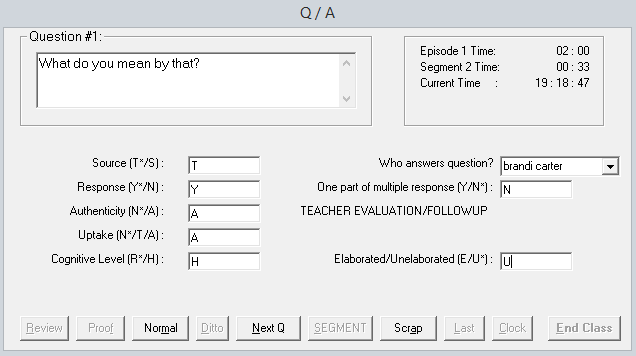 Q / A
Question #1:
What do you mean by that?
Episode 1 Time: 02 : 00
Segment 2 Time: 00 : 33
Current Time : 19 : 18 : 47
Source (T*/S) : T
Who answers question? brandi carter
Response (Y*/N) : Y
One part of multiple response (Y/N*) : N
Authenticity (N*/A) : A
TEACHER EVALUATION/FOLLOWUP
Uptake (N*/T/A) : A
Cognitive Level (R*/H) : H
Elaborated/Unelaborated (E/U*) : U
Review Proof Normal Ditto Next Q SEGMENT Scrap Last Clock End Class